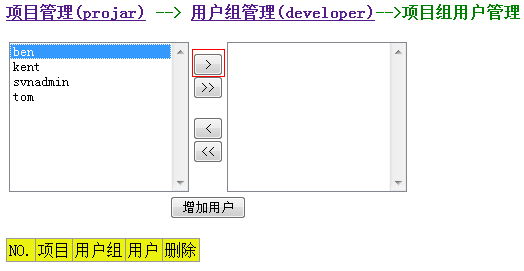 项目管理(projar) --> 用户组管理(developer)-->项目组用户管理
ben
kent
svnadmin
tom
>
>>
<
<<
增加用户
NO. 项目 用户组 用户 删除